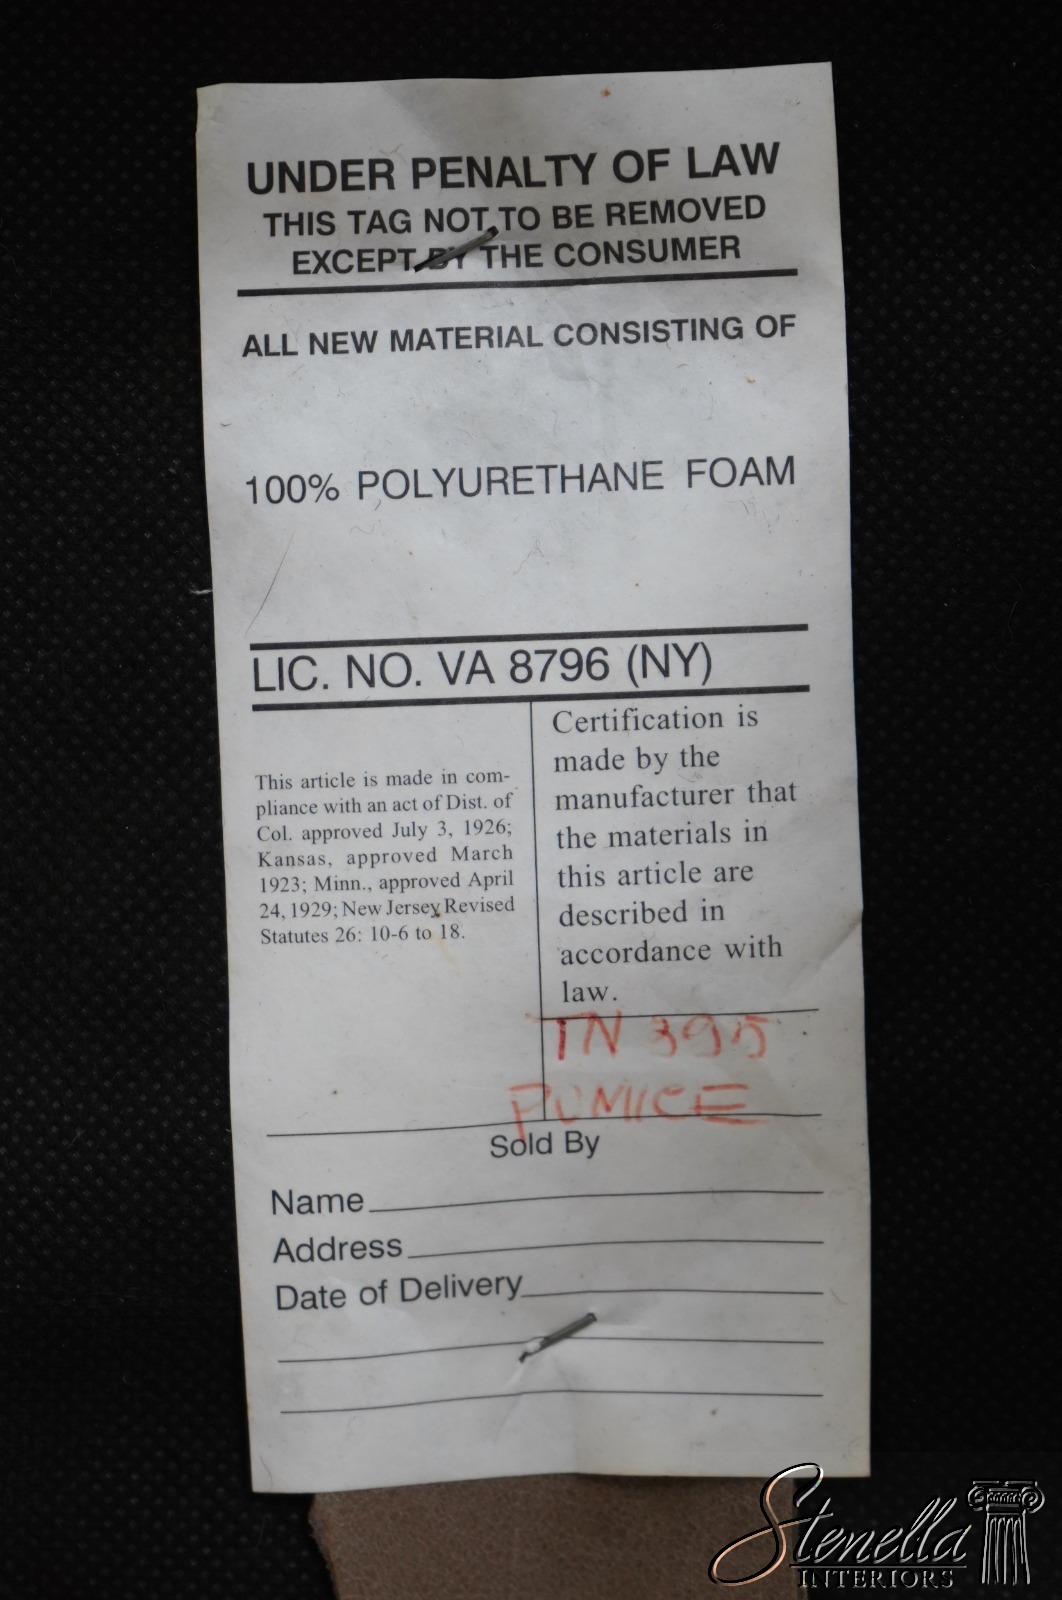 UNDER PENALTY OF LAW
THIS TAG NOT TO BE REMOVED
EXCEPT BY THE CONSUMER
ALL NEW MATERIAL CONSISTING OF
100% POLYURETHANE FOAM
LIC. NO. VA 8796 (NY)
This article is made in com-
pliance with an act of Dist. of
Col. approved July 3, 1926;
Kansas, approved March
1923; Minn., approved April
24, 1929; New Jersey Revised
Statutes 26: 10-6 to 18.
Certification is
made by the
manufacturer that
the materials in
this article are
described in
accordance with
law.
TN 395
PUMICE
Sold By
Name
Address
Date of Delivery
Stenella
INTERIORS